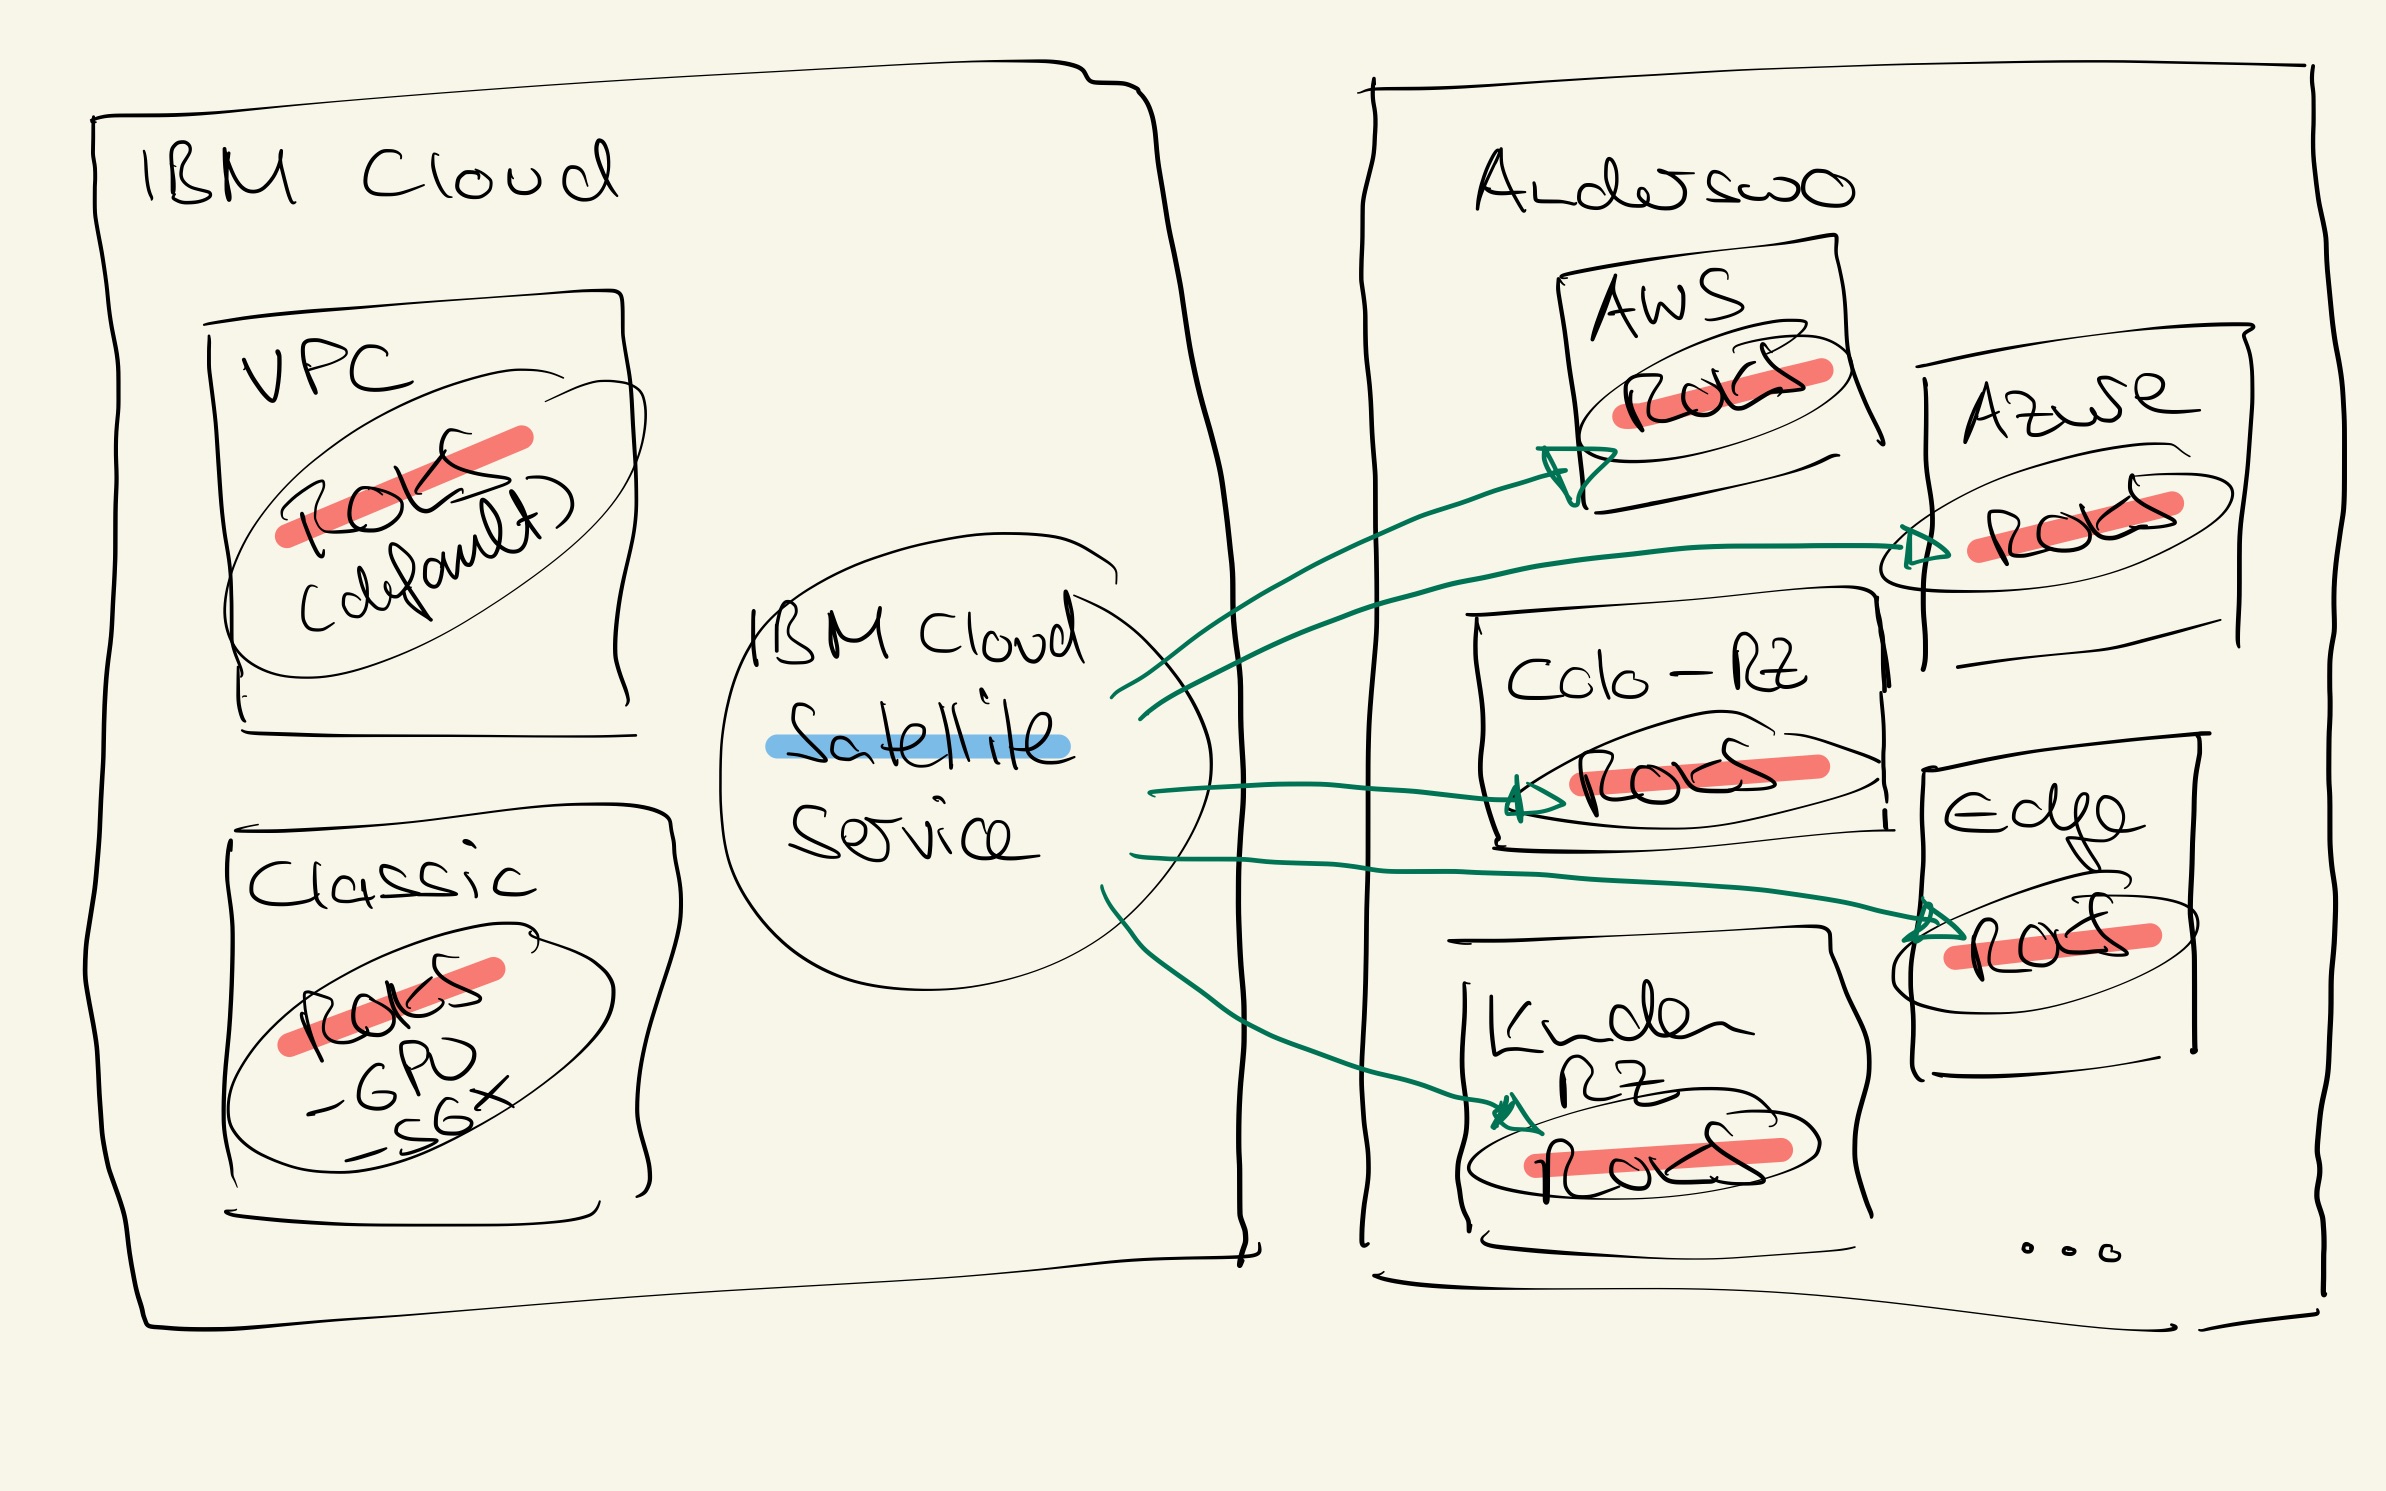 IBM Cloud
VPC
ROKS
(default)
Classic
ROKS
- GPU
- SGX
IBM Cloud
Satellite
Service
Anderswo
AWS
ROKS
Azure
ROKS
Colo-RZ
ROKS
Edge
ROKS
Kunden
RZ
ROKS
...